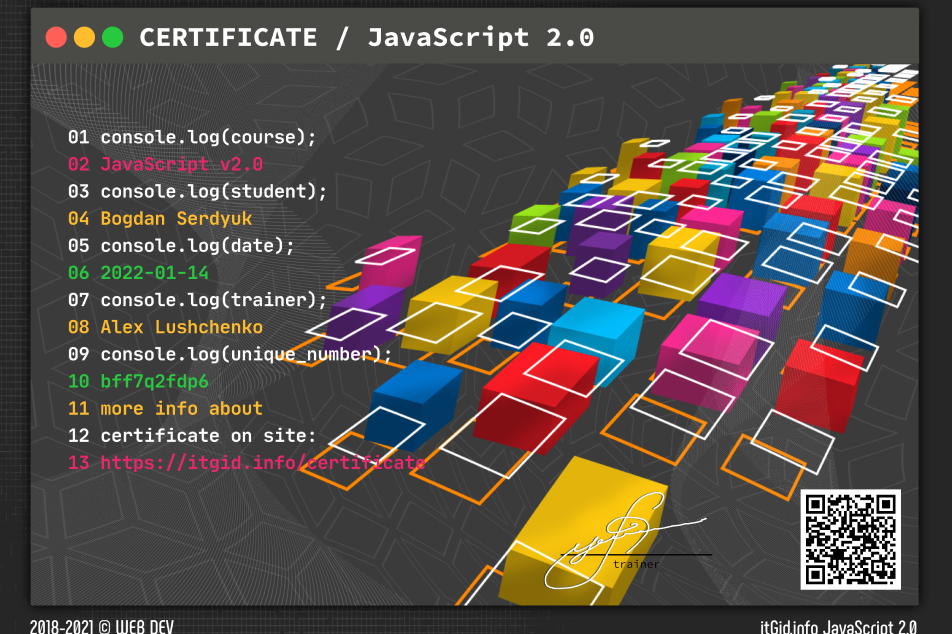 CERTIFICATE / JavaScript 2.0
01 console.log(course);
02 JavaScript v2.0
03 console.log(student);
04 Bogdan Serdyuk
05 console.log(date);
06 2022-01-14
07 console.log(trainer);
08 Alex Lushchenko
09 console.log(unique_number);
10 bff7q2fdp6
11 more info about
12 certificate on site:
13 https://itgid.info/certificate
trainer
2018-2021 © WEB DEV
itGid.info JavaScript 2.0